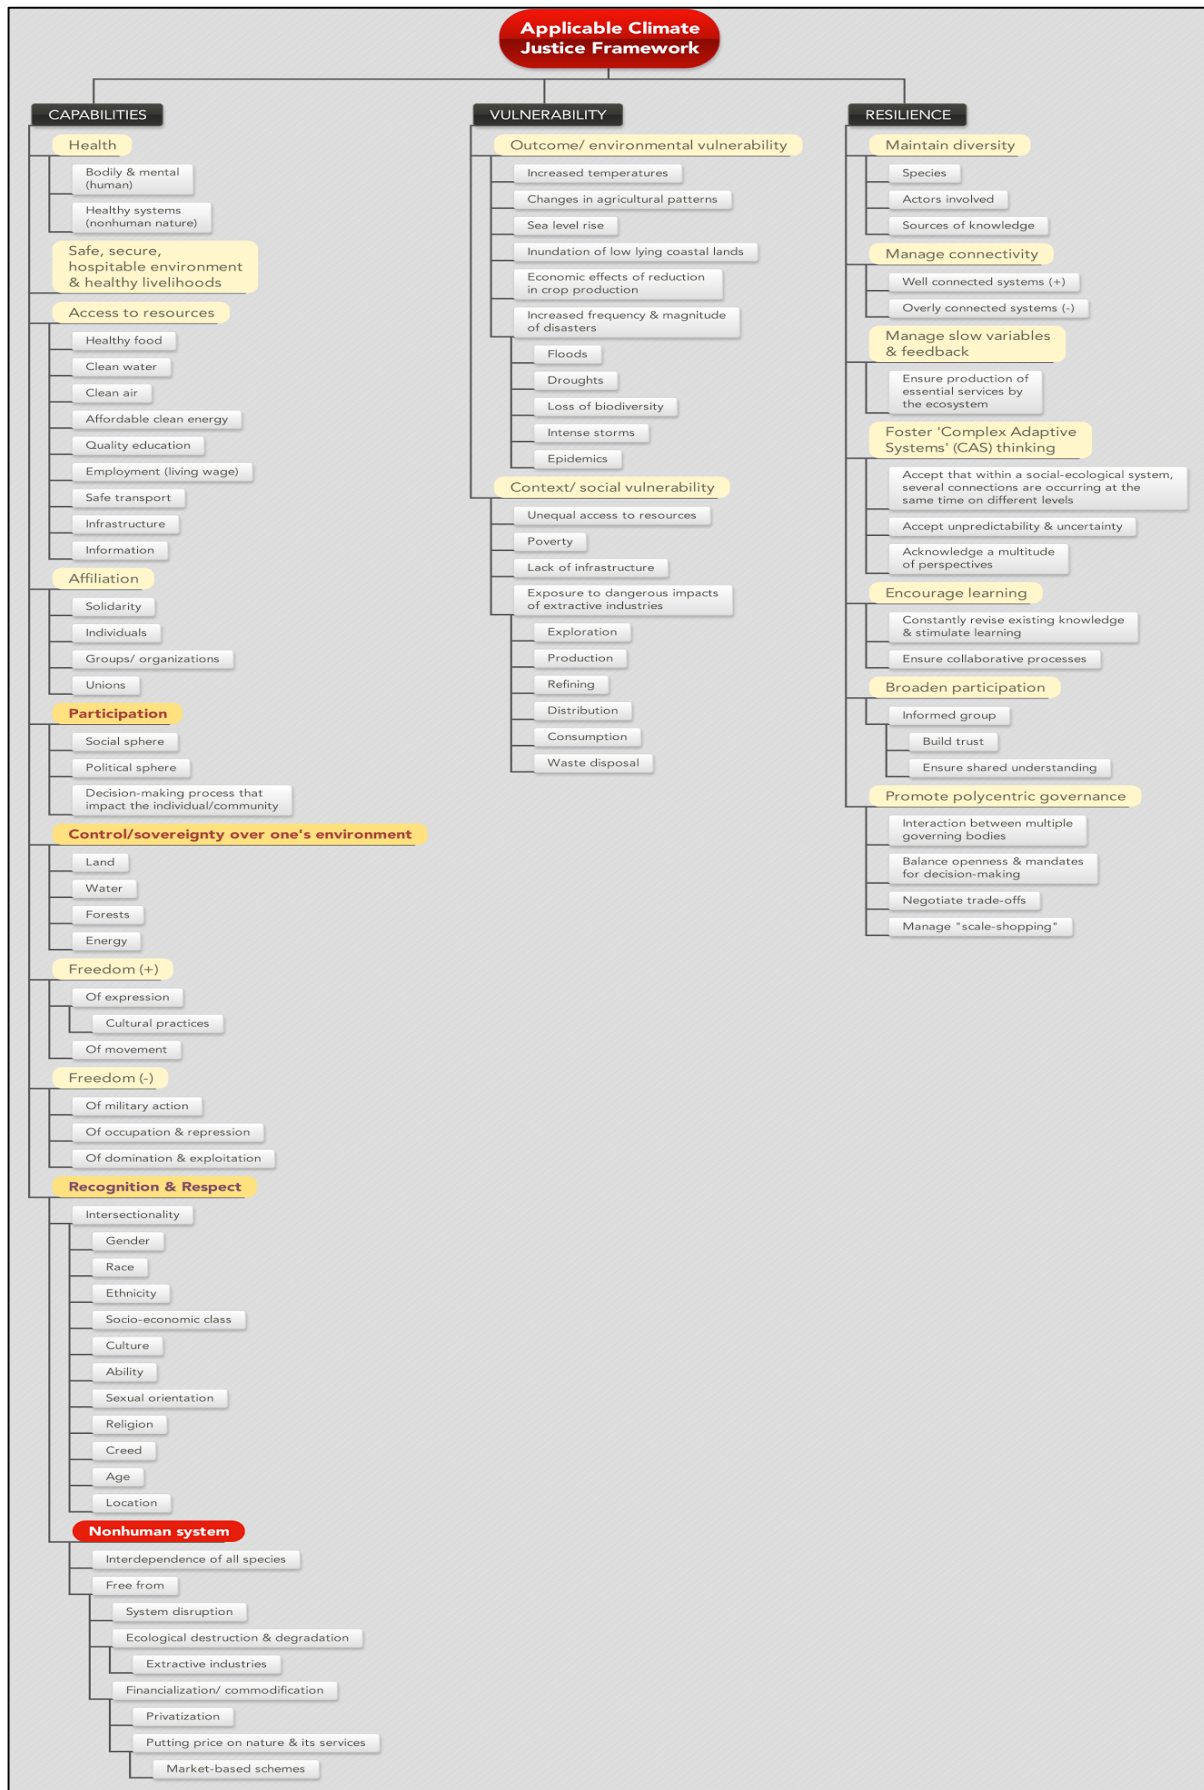 Applicable Climate
Justice Framework
CAPABILITIES
Health
Bodily & mental
(human)
Healthy systems
(nonhuman nature)
Safe, secure,
hospitable environment
& healthy livelihoods
Access to resources
Healthy food
Clean water
Clean air
Affordable clean energy
Quality education
Employment (living wage)
Safe transport
Infrastructure
Information
Affiliation
Solidarity
Individuals
Groups/ organizations
Unions
Participation
Social sphere
Political sphere
Decision-making process that
impact the individual/community
Control/sovereignty over one's environment
Land
Water
Forests
Energy
Freedom (+)
Of expression
Cultural practices
Of movement
Freedom (-)
Of military action
Of occupation & repression
Of domination & exploitation
Recognition & Respect
Intersectionality
Gender
Race
Ethnicity
Socio-economic class
Culture
Ability
Sexual orientation
Religion
Creed
Age
Location
Nonhuman system
Interdependence of all species
Free from
System disruption
Ecological destruction & degradation
Extractive industries
Financialization/ commodification
Privatization
Putting price on nature & its services
Market-based schemes
VULNERABILITY
Outcome/ environmental vulnerability
Increased temperatures
Changes in agricultural patterns
Sea level rise
Inundation of low lying coastal lands
Economic effects of reduction
in crop production
Increased frequency & magnitude
of disasters
Floods
Droughts
Loss of biodiversity
Intense storms
Epidemics
Context/ social vulnerability
Unequal access to resources
Poverty
Lack of infrastructure
Exposure to dangerous impacts
of extractive industries
Exploration
Production
Refining
Distribution
Consumption
Waste disposal
RESILIENCE
Maintain diversity
Species
Actors involved
Sources of knowledge
Manage connectivity
Well connected systems (+)
Overly connected systems (-)
Manage slow variables
& feedback
Ensure production of
essential services by
the ecosystem
Foster 'Complex Adaptive
Systems' (CAS) thinking
Accept that within a social-ecological system,
several connections are occurring at the
same time on different levels
Accept unpredictability & uncertainty
Acknowledge a multitude
of perspectives
Encourage learning
Constantly revise existing knowledge
& stimulate learning
Ensure collaborative processes
Broaden participation
Informed group
Build trust
Ensure shared understanding
Promote polycentric governance
Interaction between multiple
governing bodies
Balance openness & mandates
for decision-making
Negotiate trade-offs
Manage "scale-shopping"